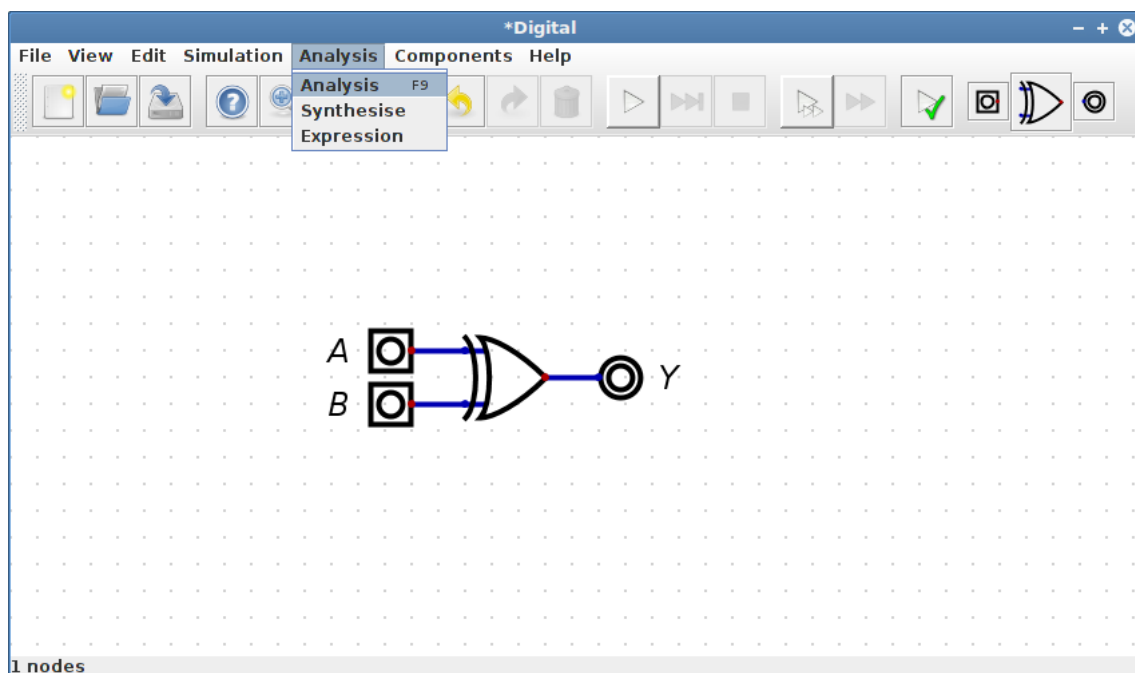 *Digital
File View Edit Simulation Analysis Components Help
Analysis F9
Synthesise
Expression
A
Y
B
1 nodes